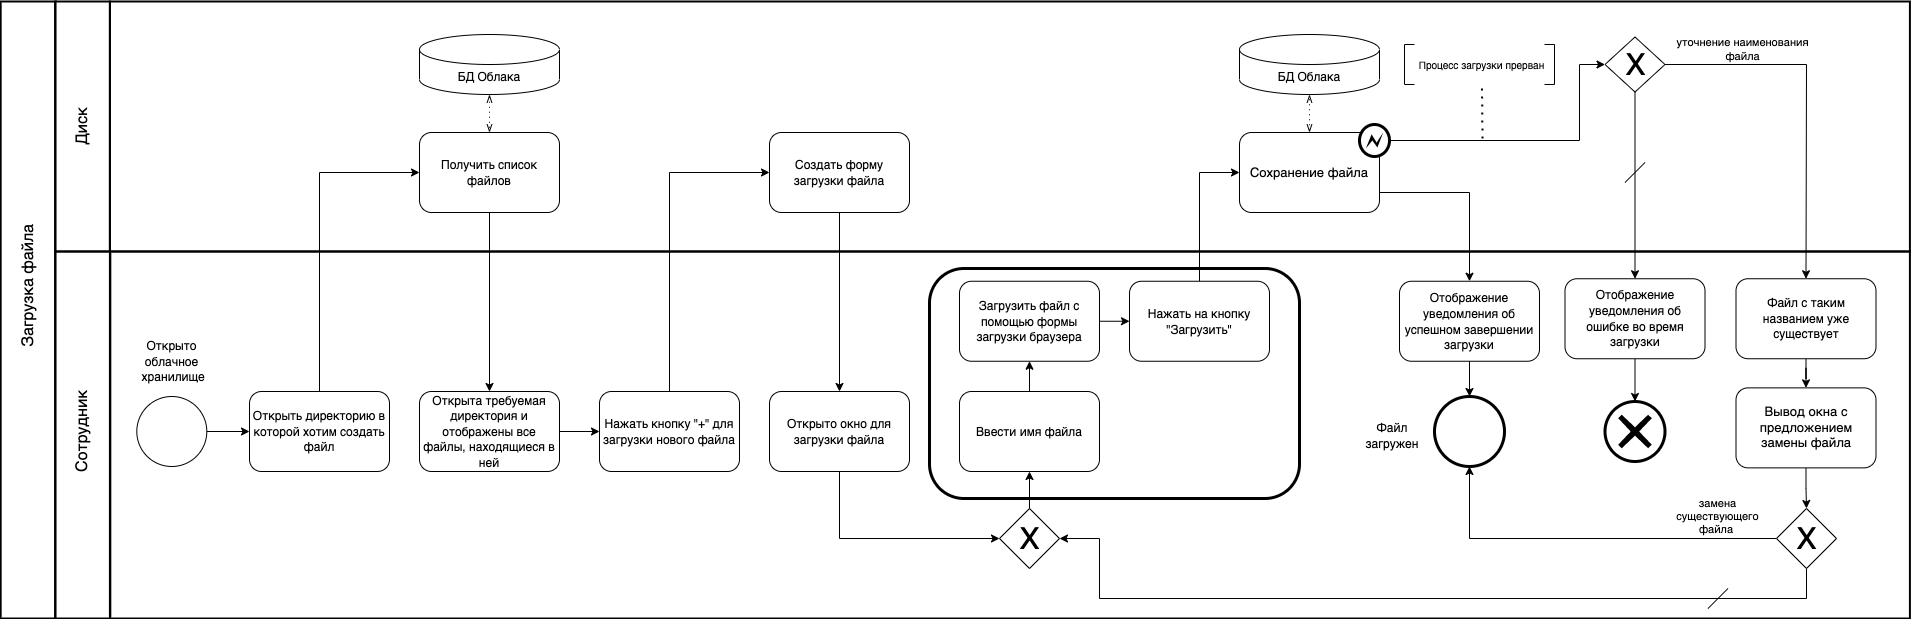 Загрузка файла
Диск
БД Облака
Получить список
файлов
Создать форму
загрузки файла
БД Облака
Сохранение файла
Процесс загрузки прерван
X
уточнение наименования
файла
Сотрудник
Открыто
облачное
хранилище
Открыть директорию в
которой хотим создать
файл
Открыта требуемая
директория и
отображены все
файлы, находящиеся в
ней
Нажать кнопку "+" для
загрузки нового файла
Открыто окно для
загрузки файла
X
Ввести имя файла
Загрузить файл с
помощью формы
загрузки браузера
Нажать на кнопку
"Загрузить"
Отображение
уведомления об
успешном завершении
загрузки
Файл
загружен
Отображение
уведомления об
ошибке во время
загрузки
Файл с таким
названием уже
существует
Вывод окна с
предложением
замены файла
замена
существующего
файла
X